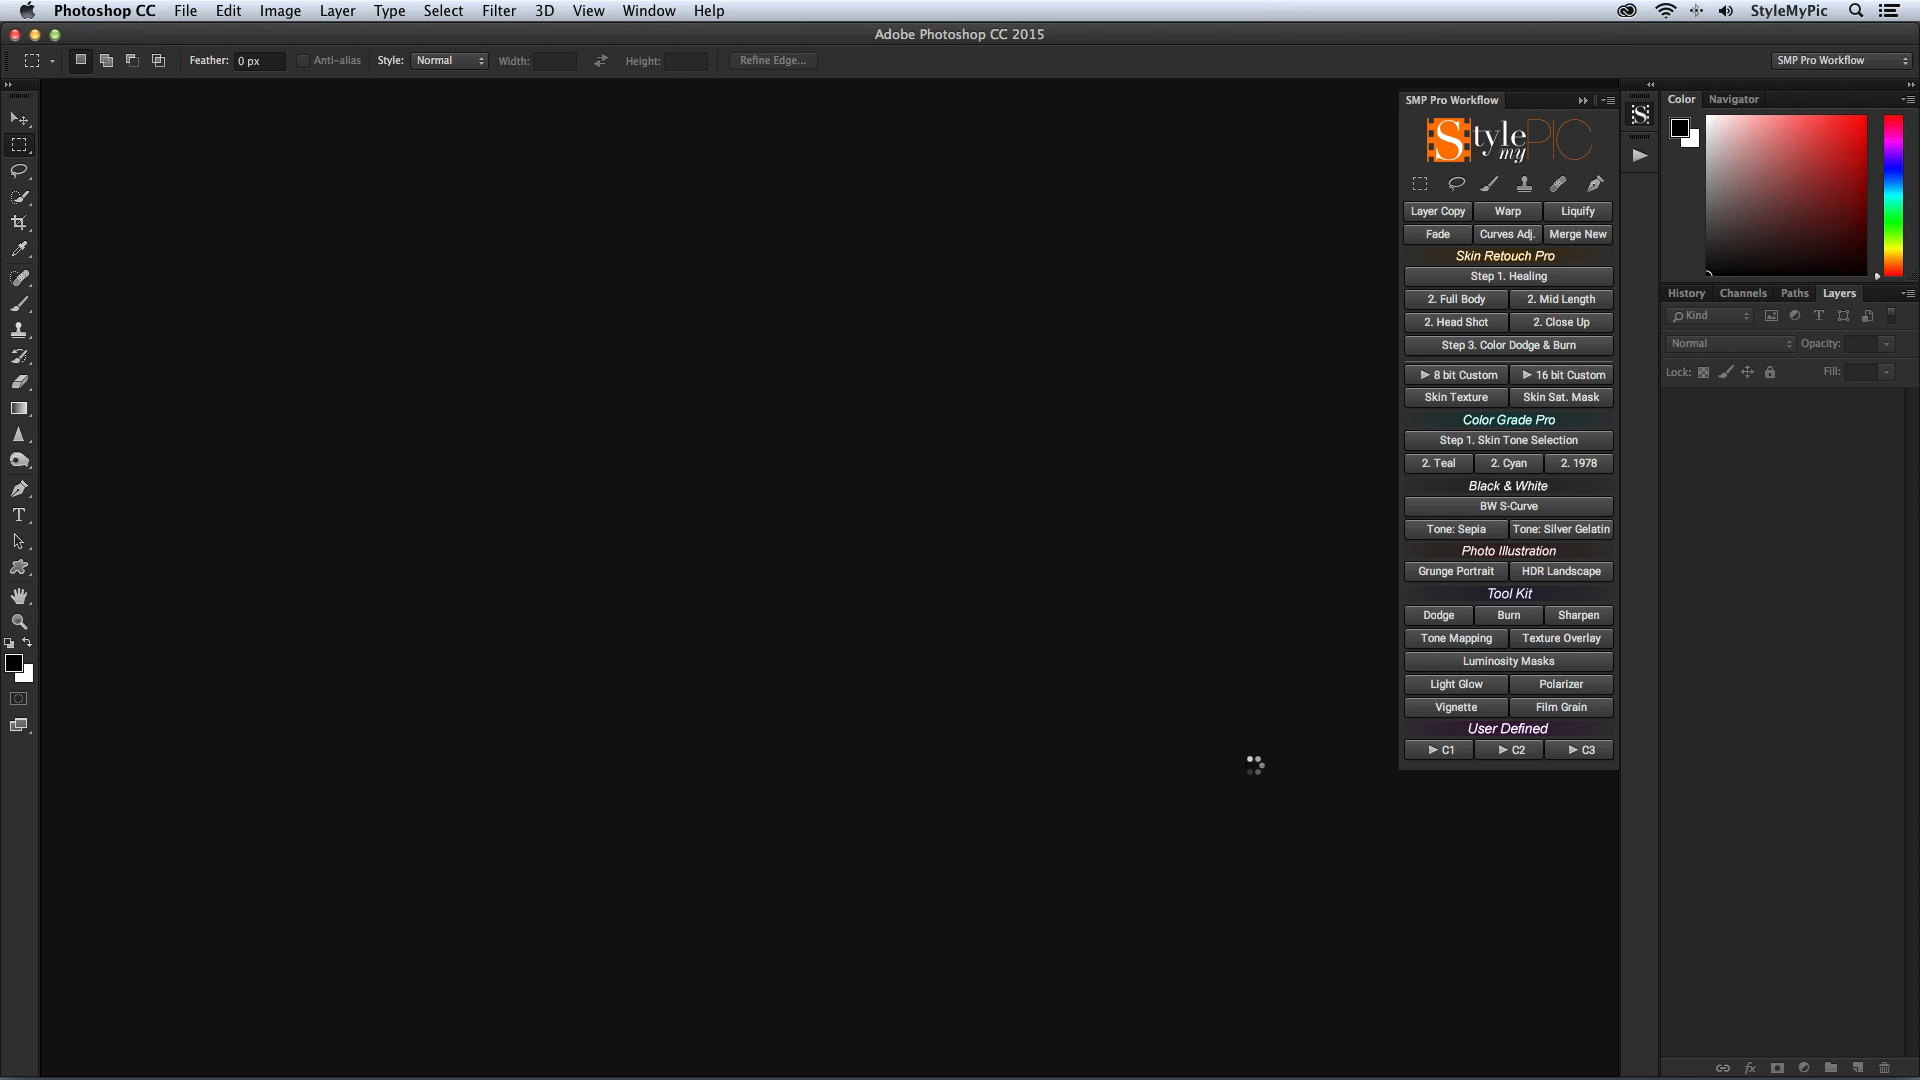 Photoshop CC File Edit Image Layer Type Select Filter 3D View Window Help StyleMyPic
Adobe Photoshop CC 2015
Feather: 0 px Anti-alias Style: Normal Width: Height: Refine Edge... SMP Pro Workflow
SMP Pro Workflow
Style my PIC
Layer Copy Warp Liquify
Fade Curves Adj. Merge New
Skin Retouch Pro
Step 1. Healing
2. Full Body 2. Mid Length
2. Head Shot 2. Close Up
Step 3. Color Dodge & Burn
8 bit Custom 16 bit Custom
Skin Texture Skin Sat. Mask
Color Grade Pro
Step 1. Skin Tone Selection
2. Teal 2. Cyan 2. 1978
Black & White
BW S-Curve
Tone: Sepia Tone: Silver Gelatin
Photo Illustration
Grunge Portrait HDR Landscape
Tool Kit
Dodge Burn Sharpen
Tone Mapping Texture Overlay
Luminosity Masks
Light Glow Polarizer
Vignette Film Grain
User Defined
C1 C2 C3
Color Navigator
History Channels Paths Layers
Kind
Normal Opacity:
Lock: Fill: